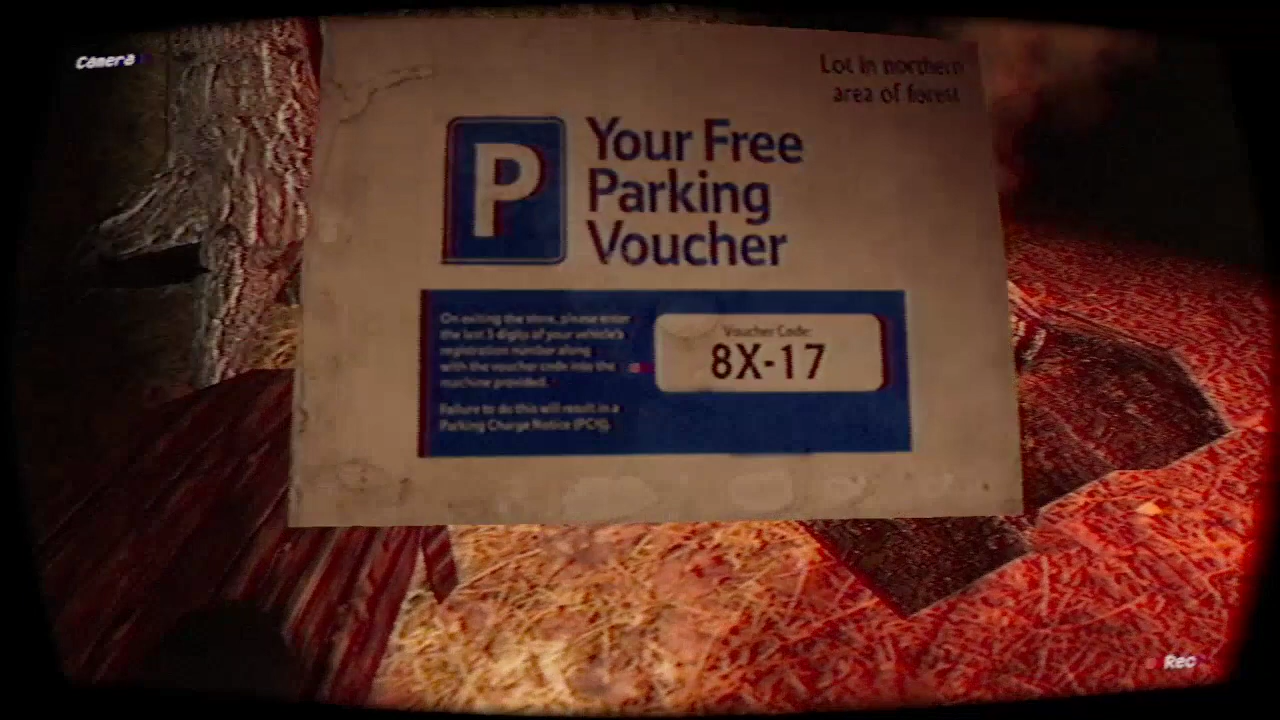 Camera
Lot in northern
area of forest
P
Your Free
Parking
Voucher
On exiting the store, please enter
the last 3 digits of your vehicle's
registration number along
with the voucher code into the
machine provided.
Failure to do this will result in a
Parking Charge Notice (PCN).
Voucher Code:
8X-17
Rec